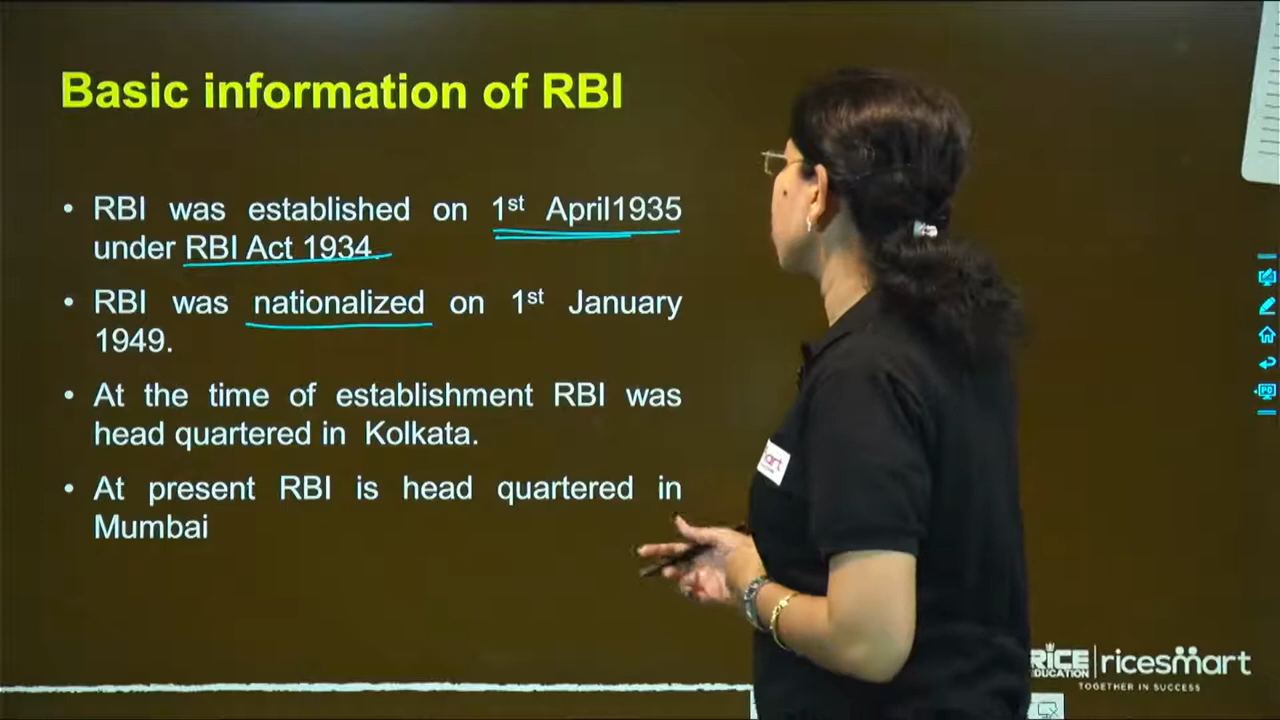 Basic information of RBI
• RBI was established on 1st April1935
under RBI Act 1934.
• RBI was nationalized on 1st January
1949.
• At the time of establishment RBI was
head quartered in Kolkata.
• At present RBI is head quartered in
Mumbai
RICE
EDUCATION
ricesmart
TOGETHER IN SUCCESS